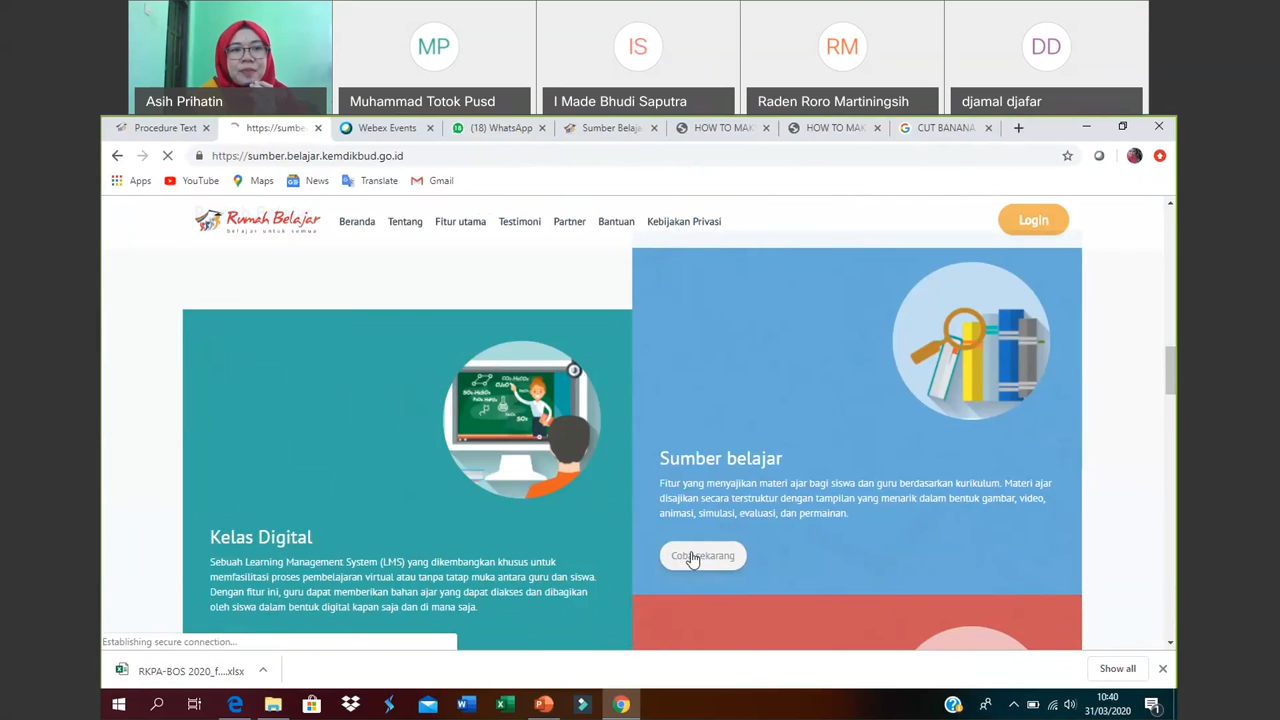 MP
IS
RM
DD
Asih Prihatin
Muhammad Totok Pusd
I Made Bhudi Saputra
Raden Roro Martiningsih
djamal djafar
Procedure Text
https://sumbe
Webex Events
(18) WhatsApp
Sumber Belaja
HOW TO MAK
HOW TO MAK
CUT BANANA
https://sumber.belajar.kemdikbud.go.id
Apps
YouTube
Maps
News
Translate
Gmail
Rumah Belajar
belajar untuk semua
Beranda
Tentang
Fitur utama
Testimoni
Partner
Bantuan
Kebijakan Privasi
Login
Sumber belajar
Fitur yang menyajikan materi ajar bagi siswa dan guru berdasarkan kurikulum. Materi ajar
disajikan secara terstruktur dengan tampilan yang menarik dalam bentuk gambar, video,
animasi, simulasi, evaluasi, dan permainan.
Coba sekarang
Kelas Digital
Sebuah Learning Management System (LMS) yang dikembangkan khusus untuk
memfasilitasi proses pembelajaran virtual atau tanpa tatap muka antara guru dan siswa.
Dengan fitur ini, guru dapat memberikan bahan ajar yang dapat diakses dan dibagikan
oleh siswa dalam bentuk digital kapan saja dan di mana saja.
Establishing secure connection...
RKPA-BOS 2020_f....xlsx
Show all
10:40
31/03/2020